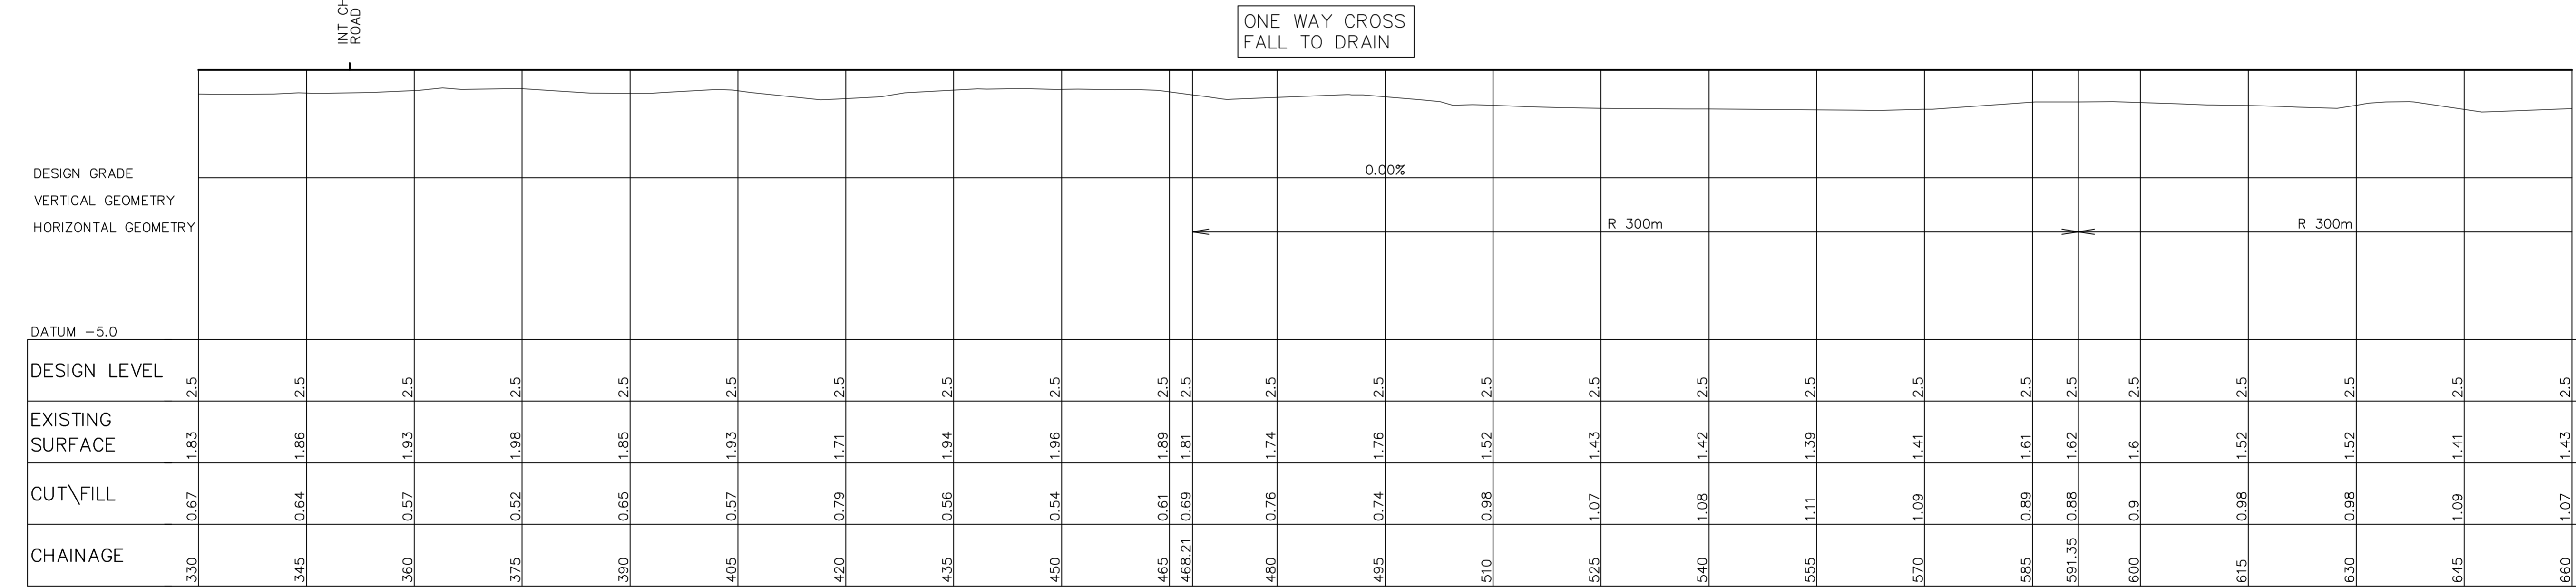 INT CH
ROAD
ONE WAY CROSS
FALL TO DRAIN
DESIGN GRADE
0.00%
VERTICAL GEOMETRY
HORIZONTAL GEOMETRY
R 300m
R 300m
DATUM -5.0
DESIGN LEVEL 2.5 2.5 2.5 2.5 2.5 2.5 2.5 2.5 2.5 2.5 2.5 2.5 2.5 2.5 2.5 2.5 2.5 2.5 2.5 2.5 2.5 2.5 2.5 2.5 2.5
EXISTING
SURFACE 1.83 1.86 1.93 1.98 1.85 1.93 1.71 1.94 1.96 1.89 1.81 1.74 1.76 1.52 1.43 1.42 1.39 1.41 1.61 1.62 1.6 1.52 1.52 1.41 1.43
CUT\FILL 0.67 0.64 0.57 0.52 0.65 0.57 0.79 0.56 0.54 0.61 0.69 0.76 0.74 0.98 1.07 1.08 1.11 1.09 0.89 0.88 0.9 0.98 0.98 1.09 1.07
CHAINAGE 330 345 360 375 390 405 420 435 450 465 468.21 480 495 510 525 540 555 570 585 591.35 600 615 630 645 660